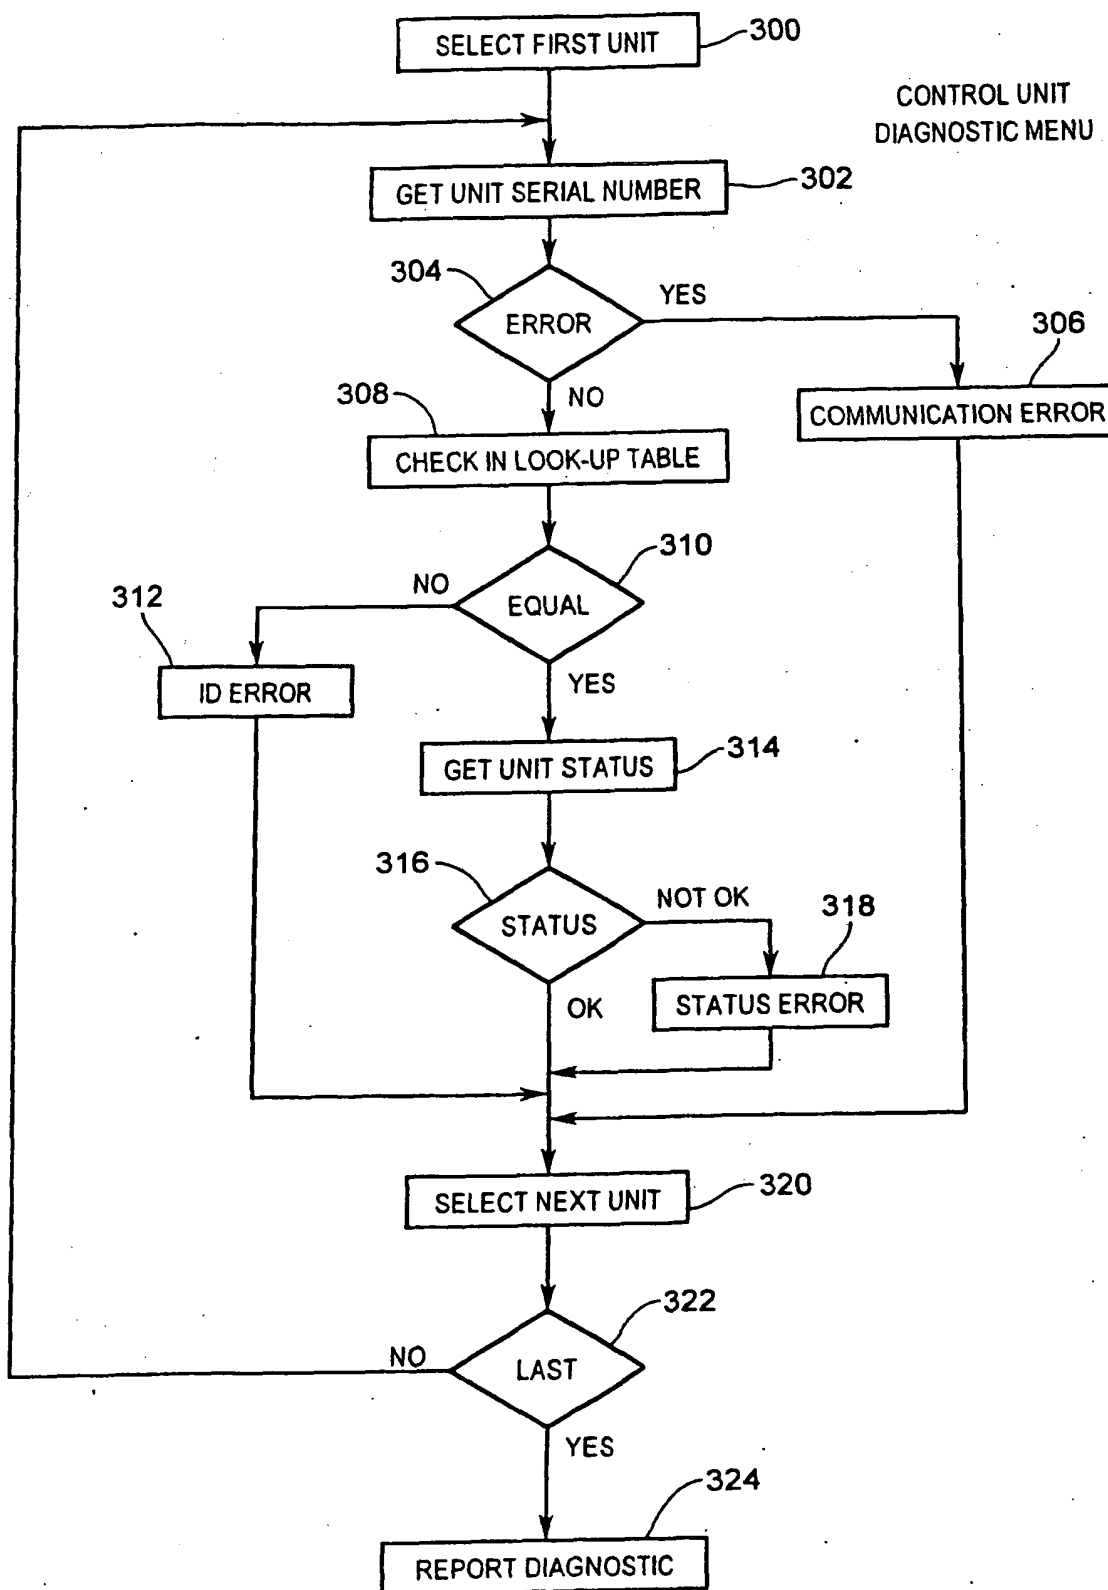 SELECT FIRST UNIT
300
CONTROL UNIT
DIAGNOSTIC MENU
GET UNIT SERIAL NUMBER
302
304
ERROR
YES
306
COMMUNICATION ERROR
NO
308
CHECK IN LOOK-UP TABLE
310
NO
EQUAL
312
ID ERROR
YES
GET UNIT STATUS
314
316
STATUS
NOT OK
318
STATUS ERROR
OK
SELECT NEXT UNIT
320
322
NO
LAST
YES
324
REPORT DIAGNOSTIC